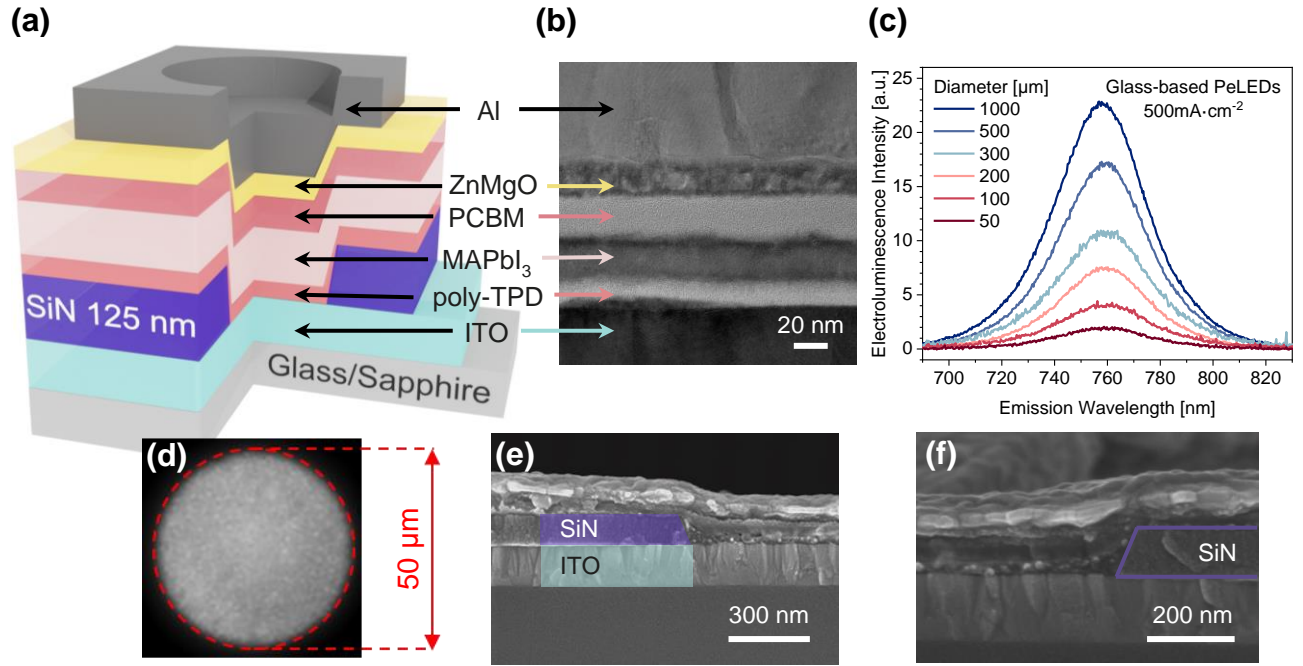 (a)
Al
ZnMgO
PCBM
MAPbI3
poly-TPD
ITO
SiN 125 nm
Glass/Sapphire
(b)
20 nm
(c)
Electroluminescence Intensity [a.u.]
25
20
15
10
5
0
Diameter [µm]
1000
500
300
200
100
50
Glass-based PeLEDs
500mA·cm-2
700 720 740 760 780 800 820
Emission Wavelength [nm]
(d)
50 µm
(e)
SiN
ITO
300 nm
(f)
SiN
200 nm